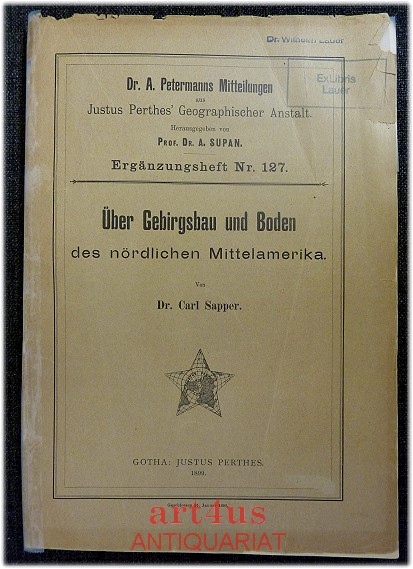 Dr. Wilhelm Lauer
ExLibris
Lauer
Dr. A. Petermanns Mitteilungen
aus
Justus Perthes' Geographischer Anstalt.
Herausgegeben von
PROF. DR. A. SUPAN.
Ergänzungsheft Nr. 127.
Über Gebirgsbau und Boden
des nördlichen Mittelamerika.
Von
Dr. Carl Sapper.
GOTHA: JUSTUS PERTHES.
1899.
art4us
ANTIQUARIAT